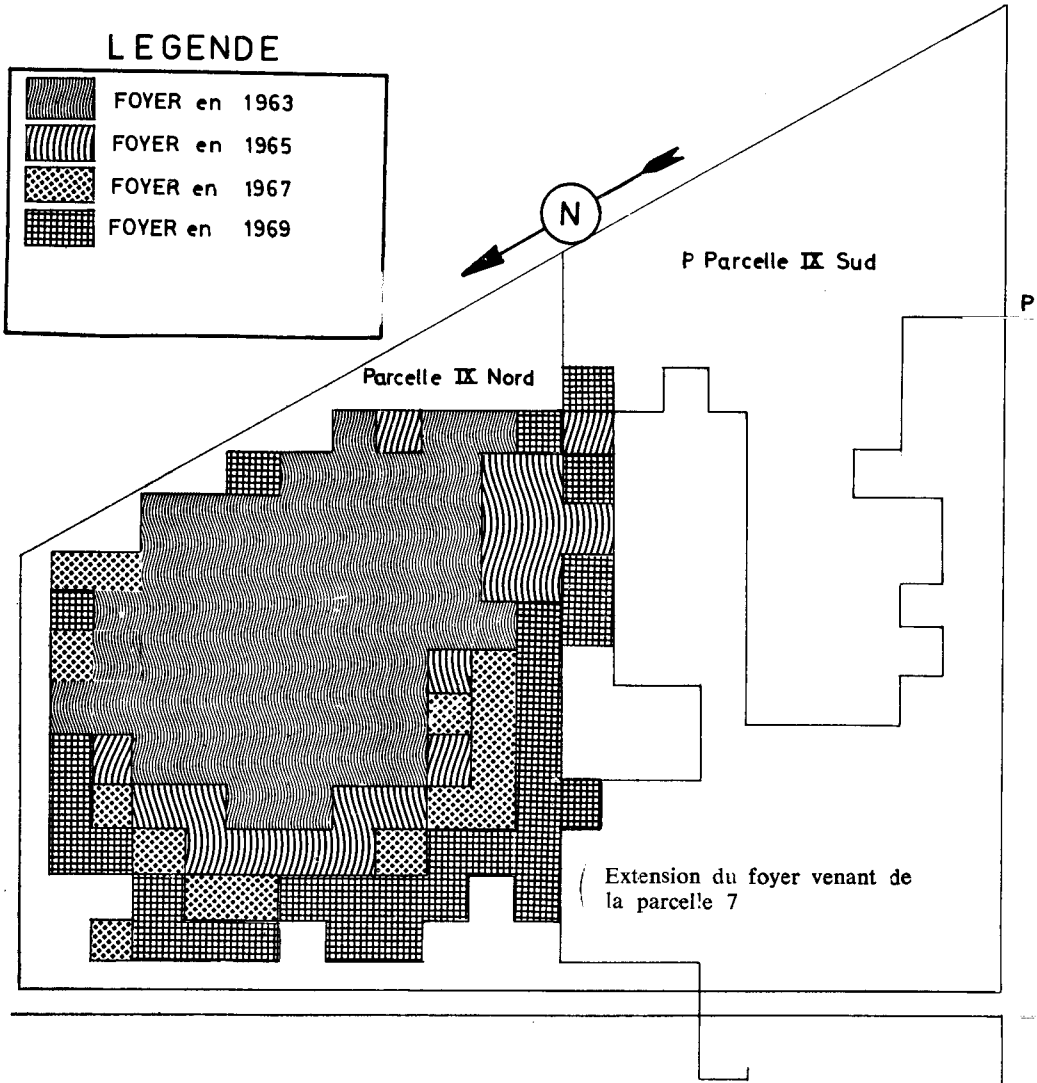 LEGENDE
FOYER en 1963
FOYER en 1965
FOYER en 1967
FOYER en 1969
N
P Parcelle IX Sud
P
Parcelle IX Nord
Extension du foyer venant de
la parcelle 7